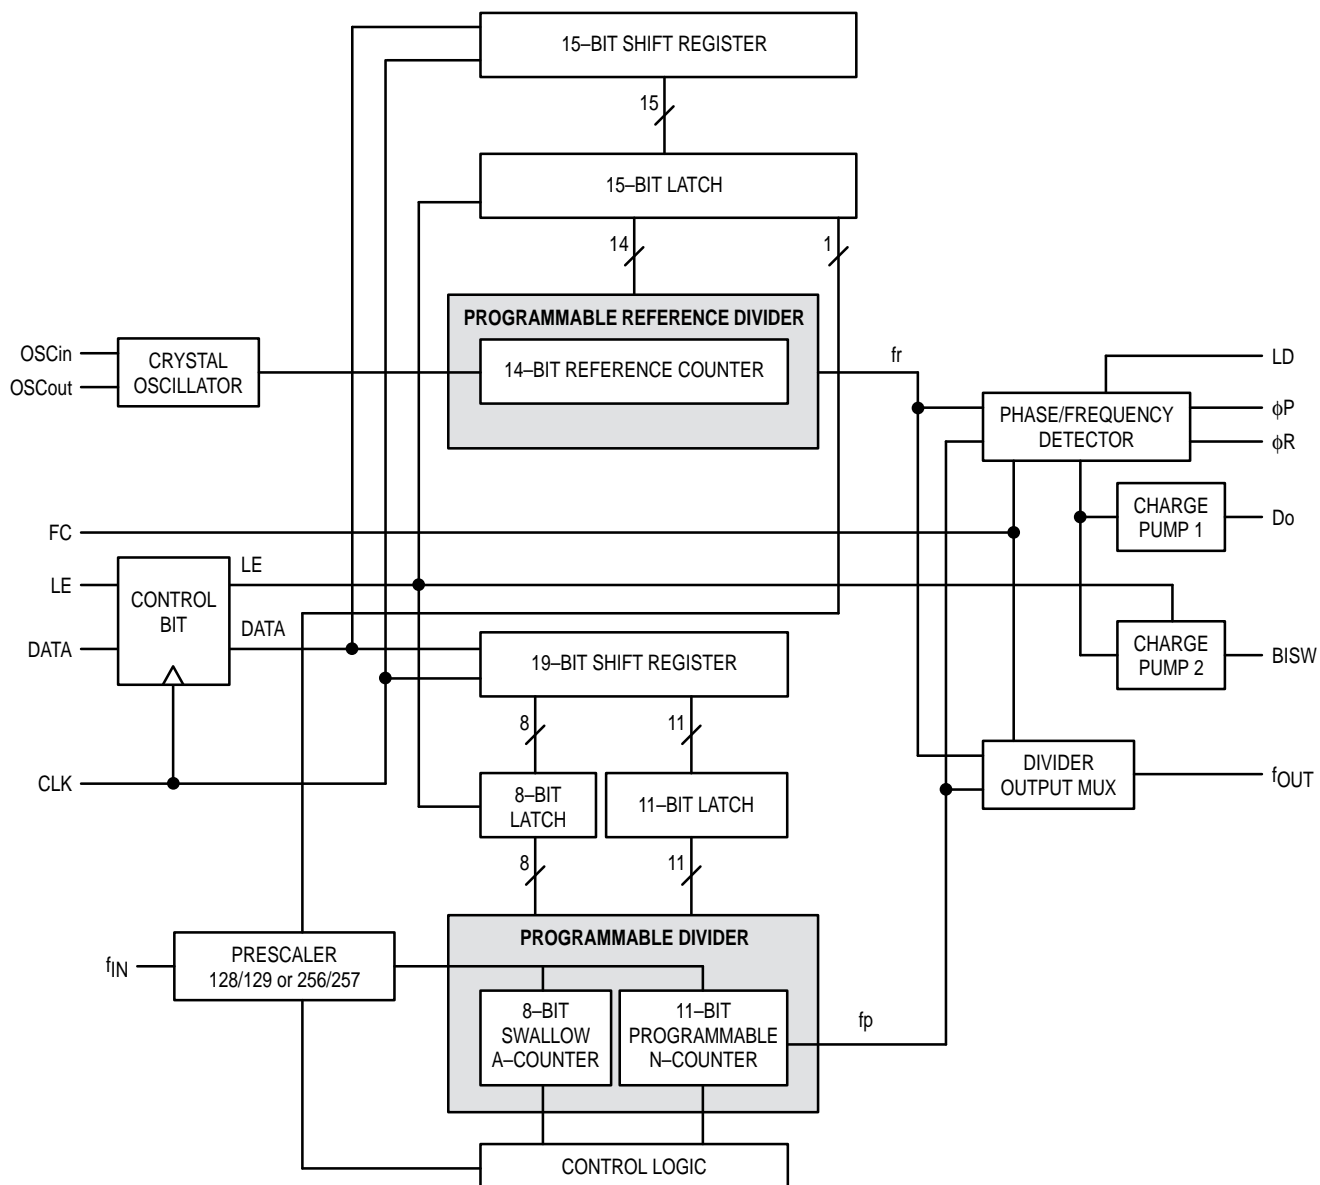 15–BIT SHIFT REGISTER
15
15–BIT LATCH
14
1
PROGRAMMABLE REFERENCE DIVIDER
14–BIT REFERENCE COUNTER
OSCin
OSCout
CRYSTAL
OSCILLATOR
fr
LD
PHASE/FREQUENCY
DETECTOR
ϕP
ϕR
CHARGE
PUMP 1
Do
FC
LE
DATA
CONTROL
BIT
LE
DATA
19–BIT SHIFT REGISTER
CHARGE
PUMP 2
BISW
8
11
CLK
8–BIT
LATCH
11–BIT LATCH
DIVIDER
OUTPUT MUX
fOUT
8
11
PROGRAMMABLE DIVIDER
fIN
PRESCALER
128/129 or 256/257
8–BIT
SWALLOW
A–COUNTER
11–BIT
PROGRAMMABLE
N–COUNTER
fp
CONTROL LOGIC